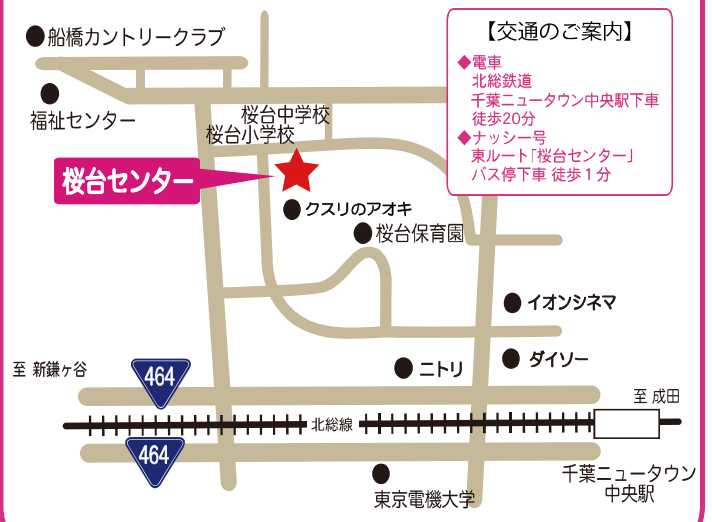 船橋カントリークラブ
福祉センター
桜台中学校
桜台小学校
桜台センター
クスリのアオキ
桜台保育園
【交通のご案内】
◆電車
北総鉄道
千葉ニュータウン中央駅下車
徒歩20分
◆ナッシー号
東ルート「桜台センター」
バス停下車 徒歩1分
イオンシネマ
ダイソー
ニトリ
至 新鎌ヶ谷
464
至 成田
北総線
464
東京電機大学
千葉ニュータウン
中央駅